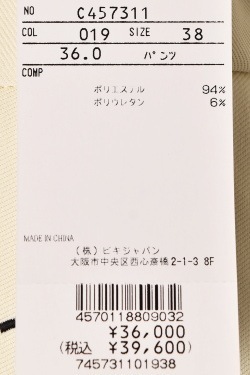 NO C457311
COL 019 SIZE 38
36.0 パンツ
COMP
ポリエステル 94%
ポリウレタン 6%
MADE IN CHINA
(株)ビキジャパン
大阪市中央区西心斎橋2-1-3 8F
4570118809032
¥36,000
(税込 ¥39,600)
745731101938